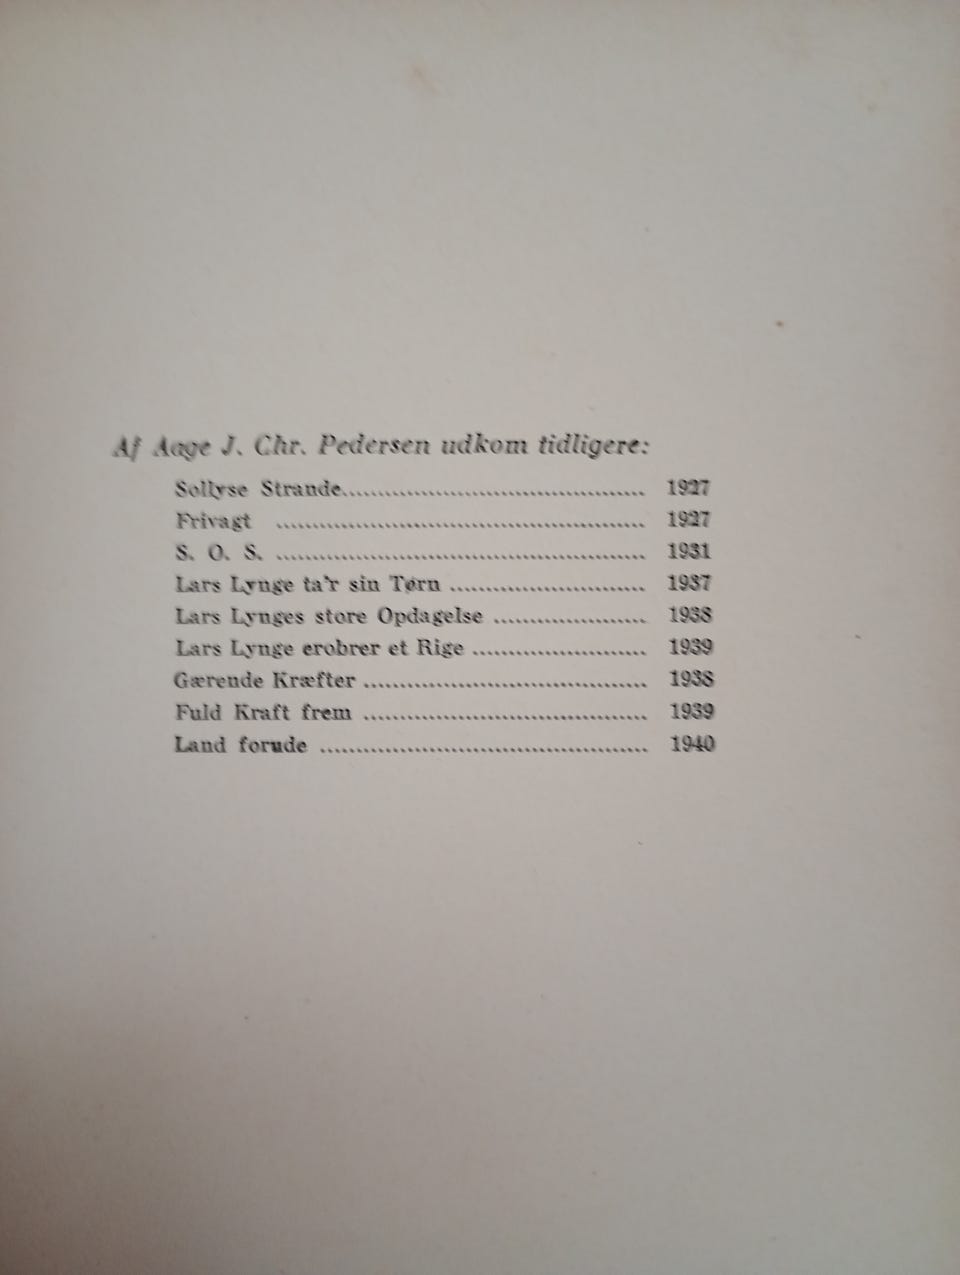 Af Aage J. Chr. Pedersen udkom tidligere:
Sollyse Strande........................................... 1927
Frivagt .................................................... 1927
S. O. S. .................................................... 1931
Lars Lynge ta'r sin Tørn ........................... 1937
Lars Lynges store Opdagelse ..................... 1938
Lars Lynge erobrer et Rige ........................ 1939
Gærende Kræfter ....................................... 1938
Fuld Kraft frem ....................................... 1939
Land forude ............................................. 1940